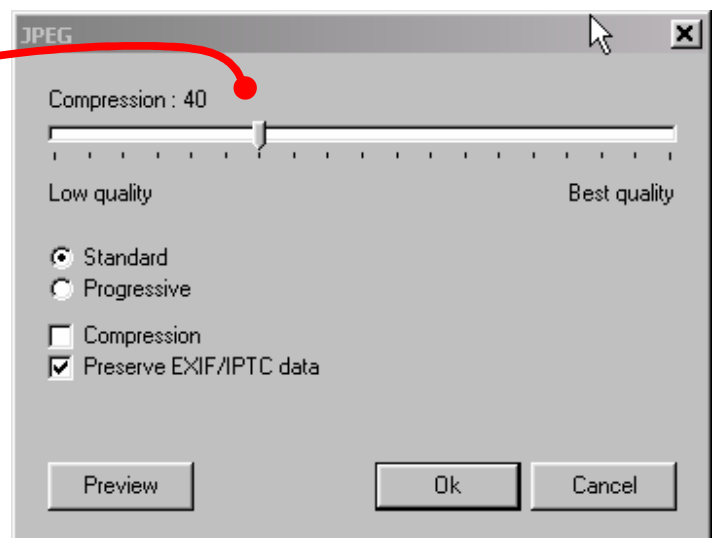 JPEG
Compression : 40
Low quality Best quality
Standard
Progressive
Compression
Preserve EXIF/IPTC data
Preview Ok Cancel